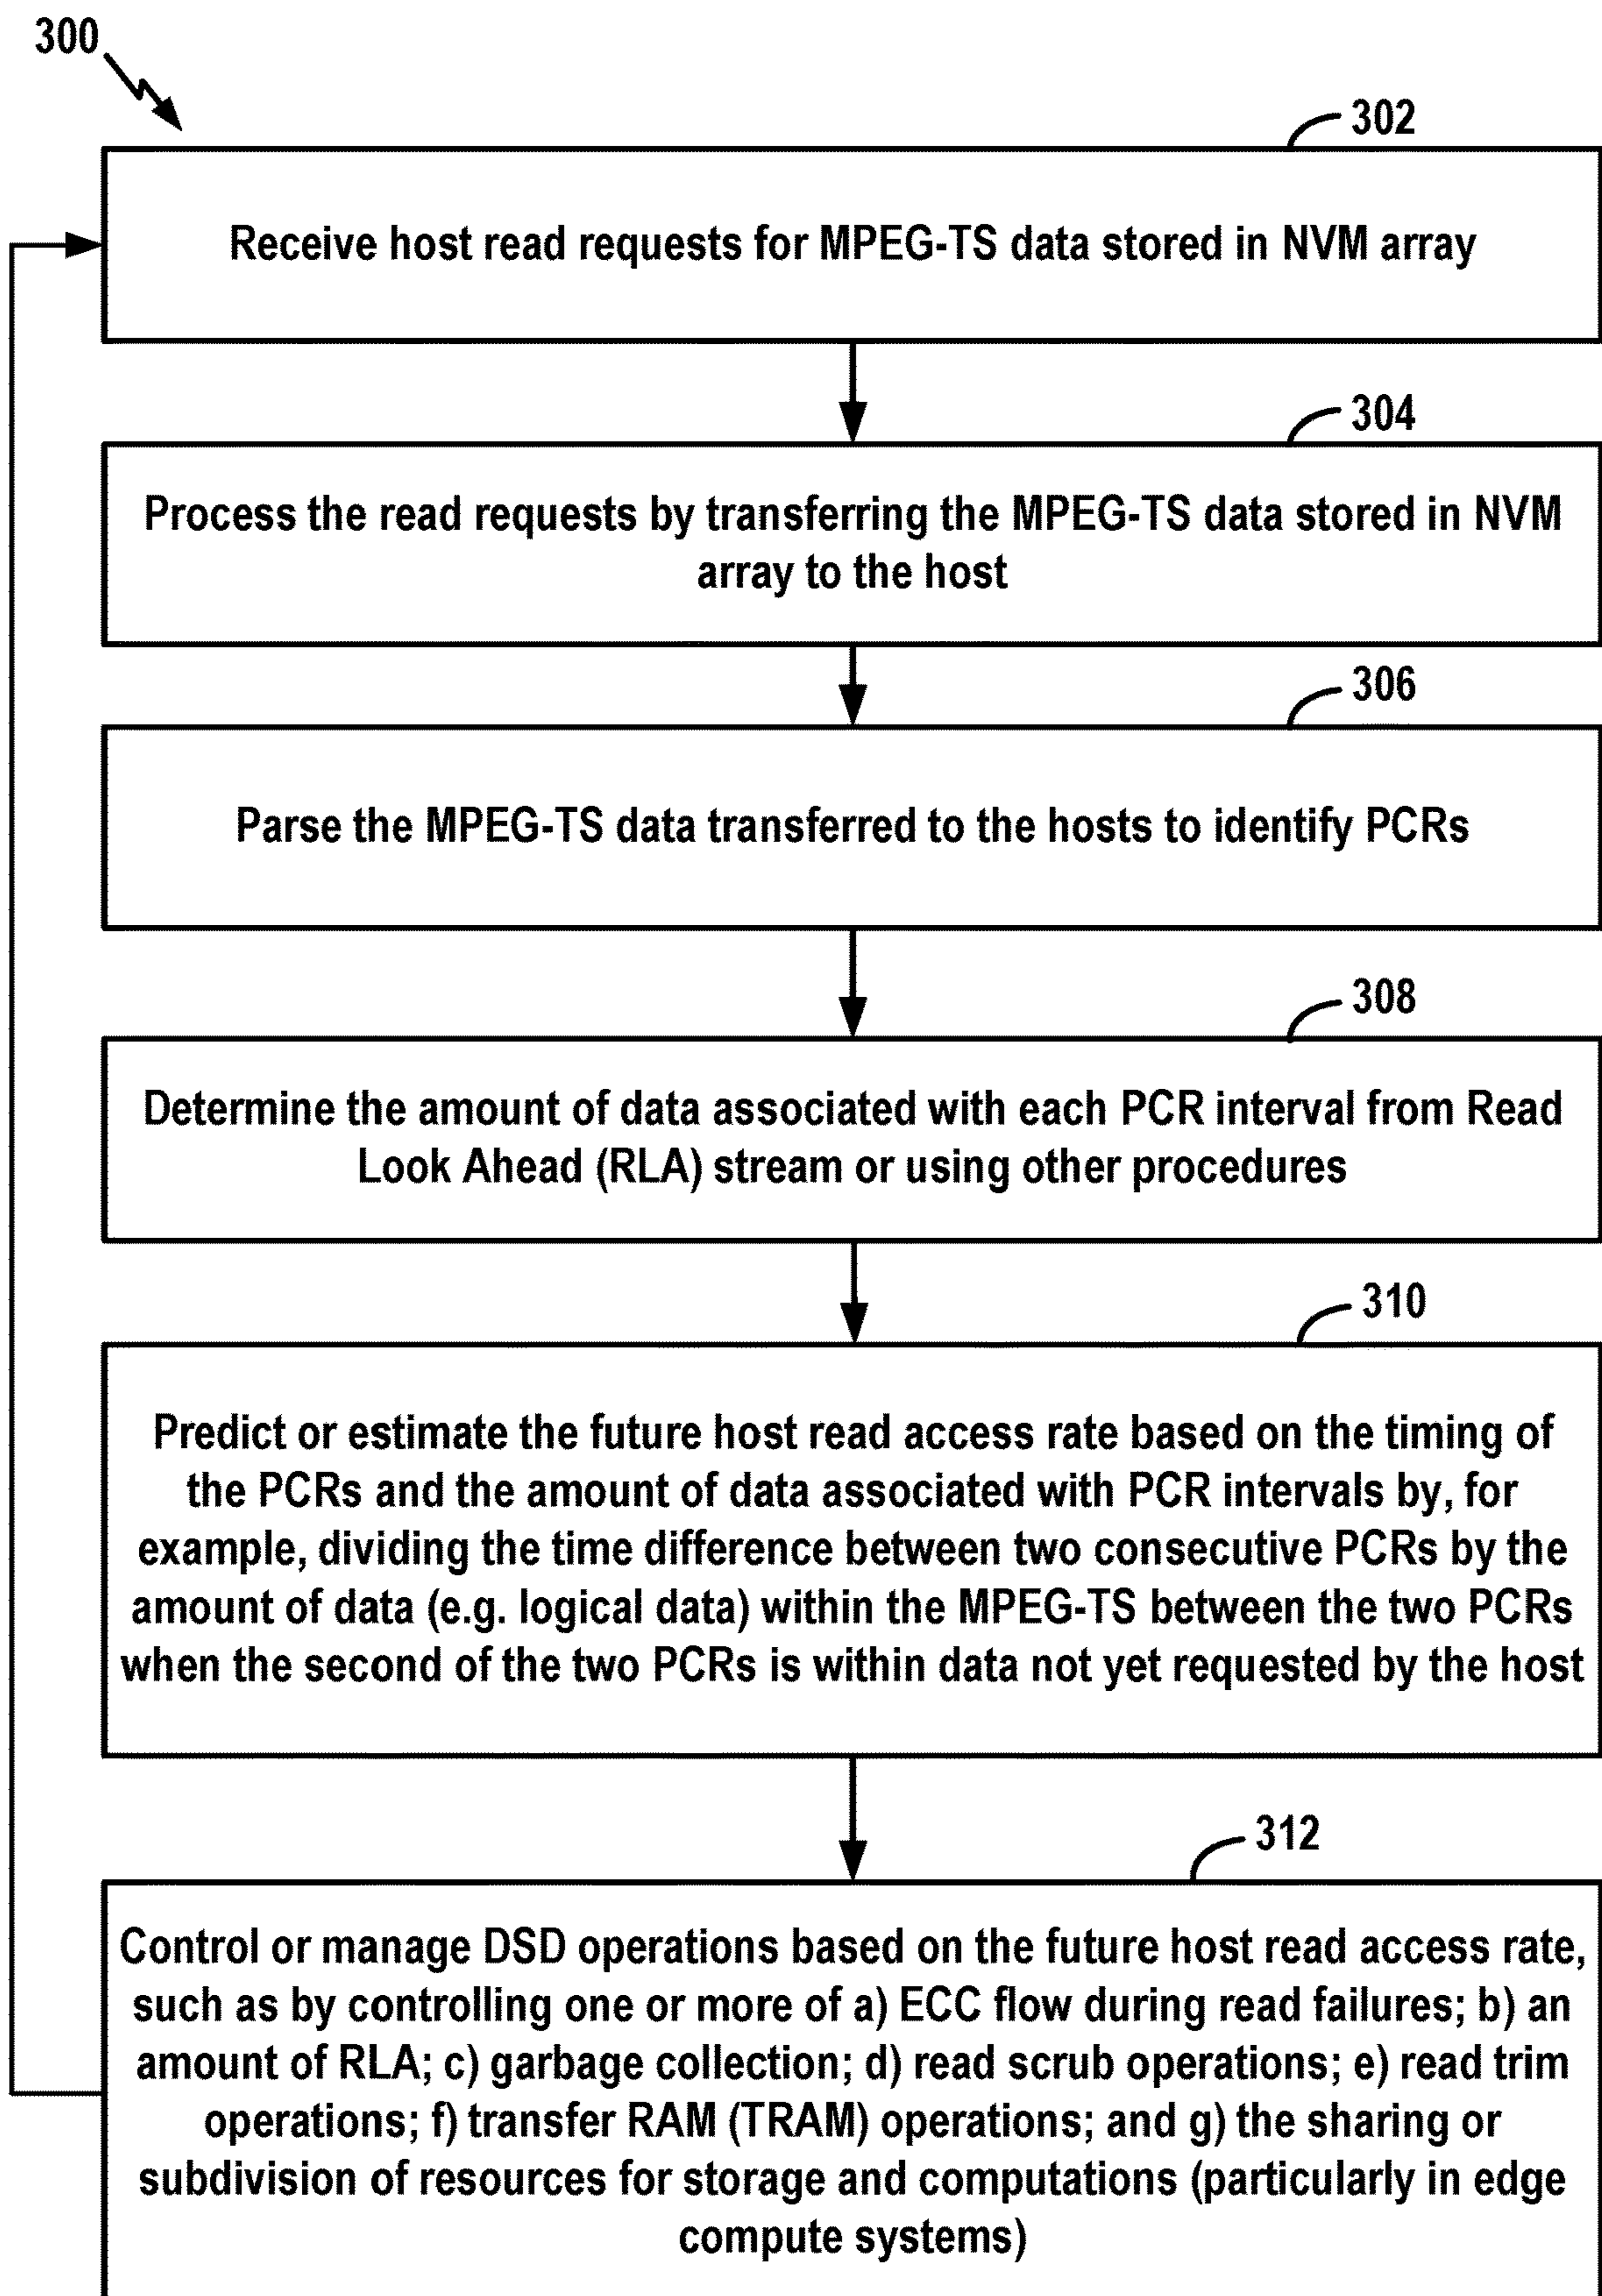 300
302
Receive host read requests for MPEG-TS data stored in NVM array
304
Process the read requests by transferring the MPEG-TS data stored in NVM
array to the host
306
Parse the MPEG-TS data transferred to the hosts to identify PCRs
308
Determine the amount of data associated with each PCR interval from Read
Look Ahead (RLA) stream or using other procedures
310
Predict or estimate the future host read access rate based on the timing of
the PCRs and the amount of data associated with PCR intervals by, for
example, dividing the time difference between two consecutive PCRs by the
amount of data (e.g. logical data) within the MPEG-TS between the two PCRs
when the second of the two PCRs is within data not yet requested by the host
312
Control or manage DSD operations based on the future host read access rate,
such as by controlling one or more of a) ECC flow during read failures; b) an
amount of RLA; c) garbage collection; d) read scrub operations; e) read trim
operations; f) transfer RAM (TRAM) operations; and g) the sharing or
subdivision of resources for storage and computations (particularly in edge
compute systems)